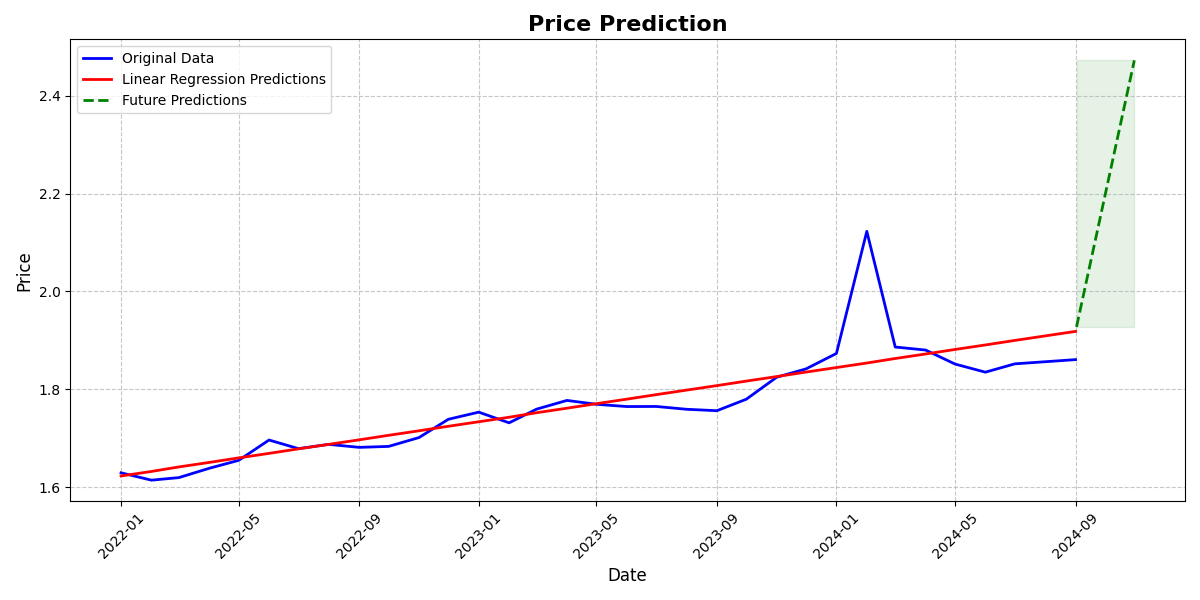 Price Prediction
Original Data
Linear Regression Predictions
Future Predictions
Price
2.4
2.2
2.0
1.8
1.6
2022-01
2022-05
2022-09
2023-01
2023-05
2023-09
2024-01
2024-05
2024-09
Date